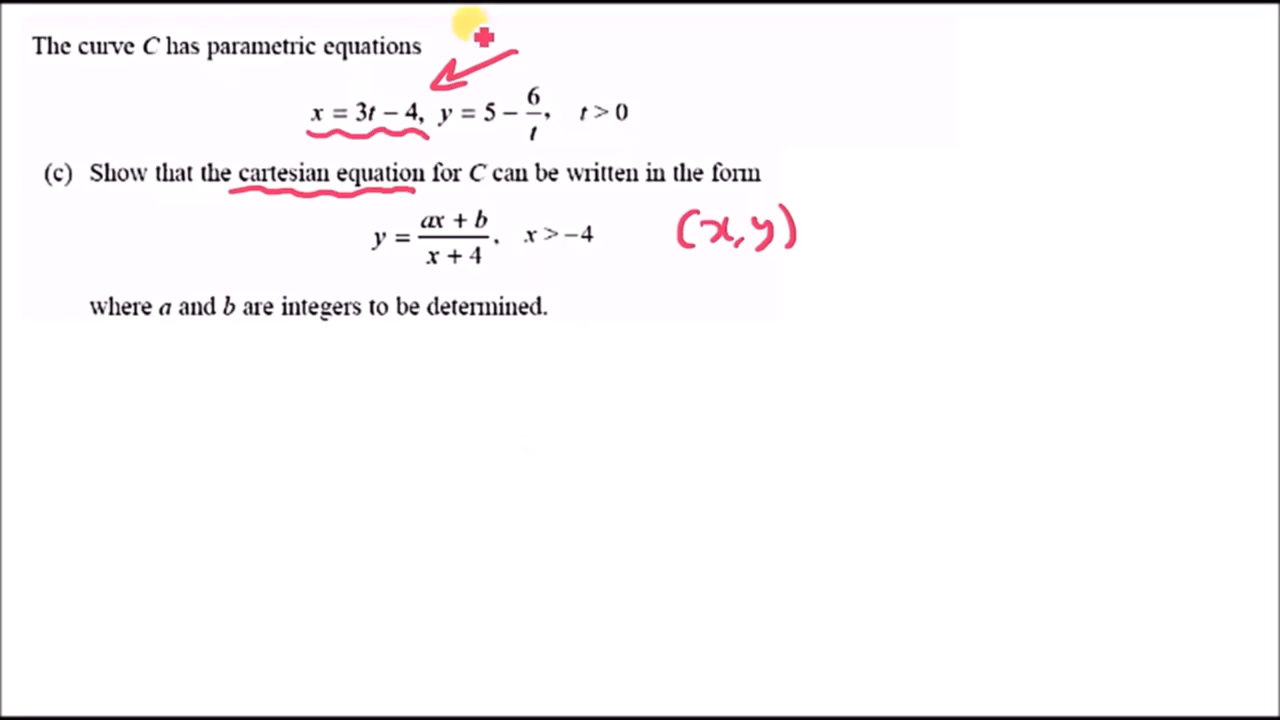 The curve C has parametric equations
x = 3t − 4, y = 5 − 6/t, t > 0
(c) Show that the cartesian equation for C can be written in the form
y = (ax + b)/(x + 4), x > −4 (x, y)
where a and b are integers to be determined.